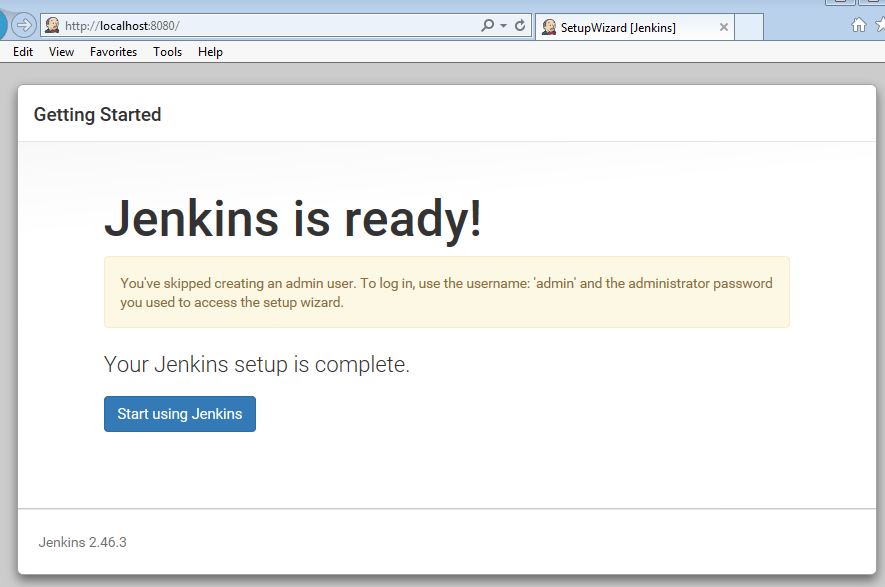 http://localhost:8080/
SetupWizard [Jenkins]
Edit View Favorites Tools Help
Getting Started
Jenkins is ready!
You've skipped creating an admin user. To log in, use the username: 'admin' and the administrator password
you used to access the setup wizard.
Your Jenkins setup is complete.
Start using Jenkins
Jenkins 2.46.3